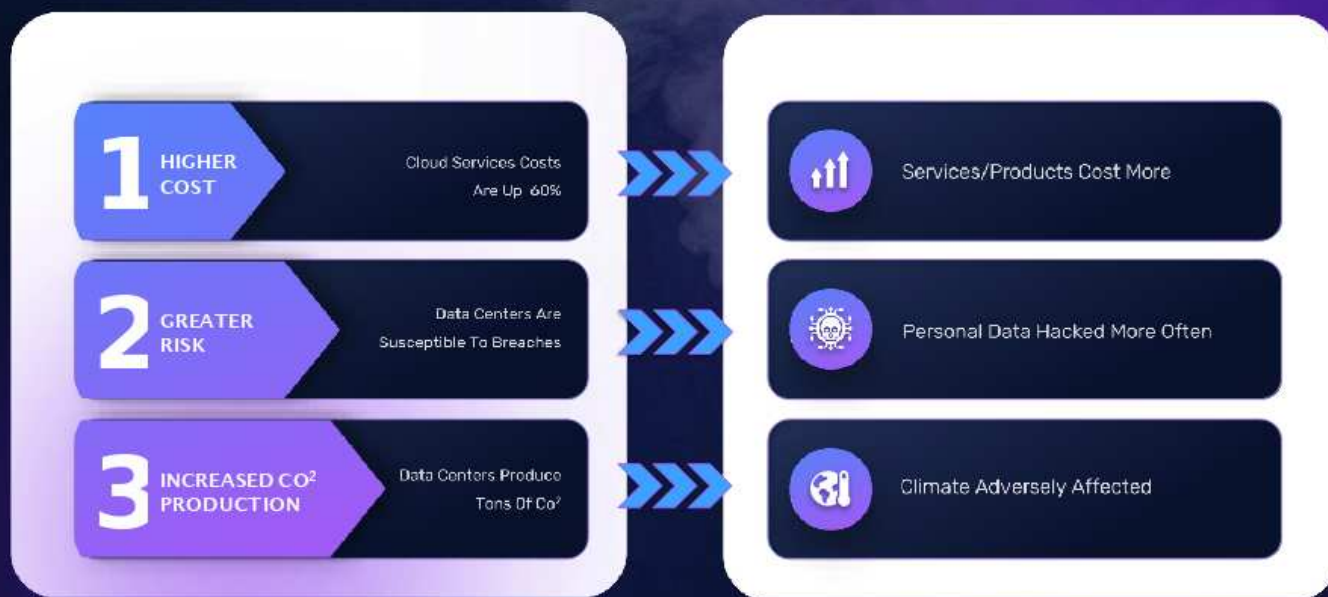 1
HIGHER
COST
Cloud Services Costs
Are Up 60%
Services/Products Cost More
2
GREATER
RISK
Data Centers Are
Susceptible To Breaches
Personal Data Hacked More Often
3
INCREASED CO²
PRODUCTION
Data Centers Produce
Tons Of Co²
Climate Adversely Affected